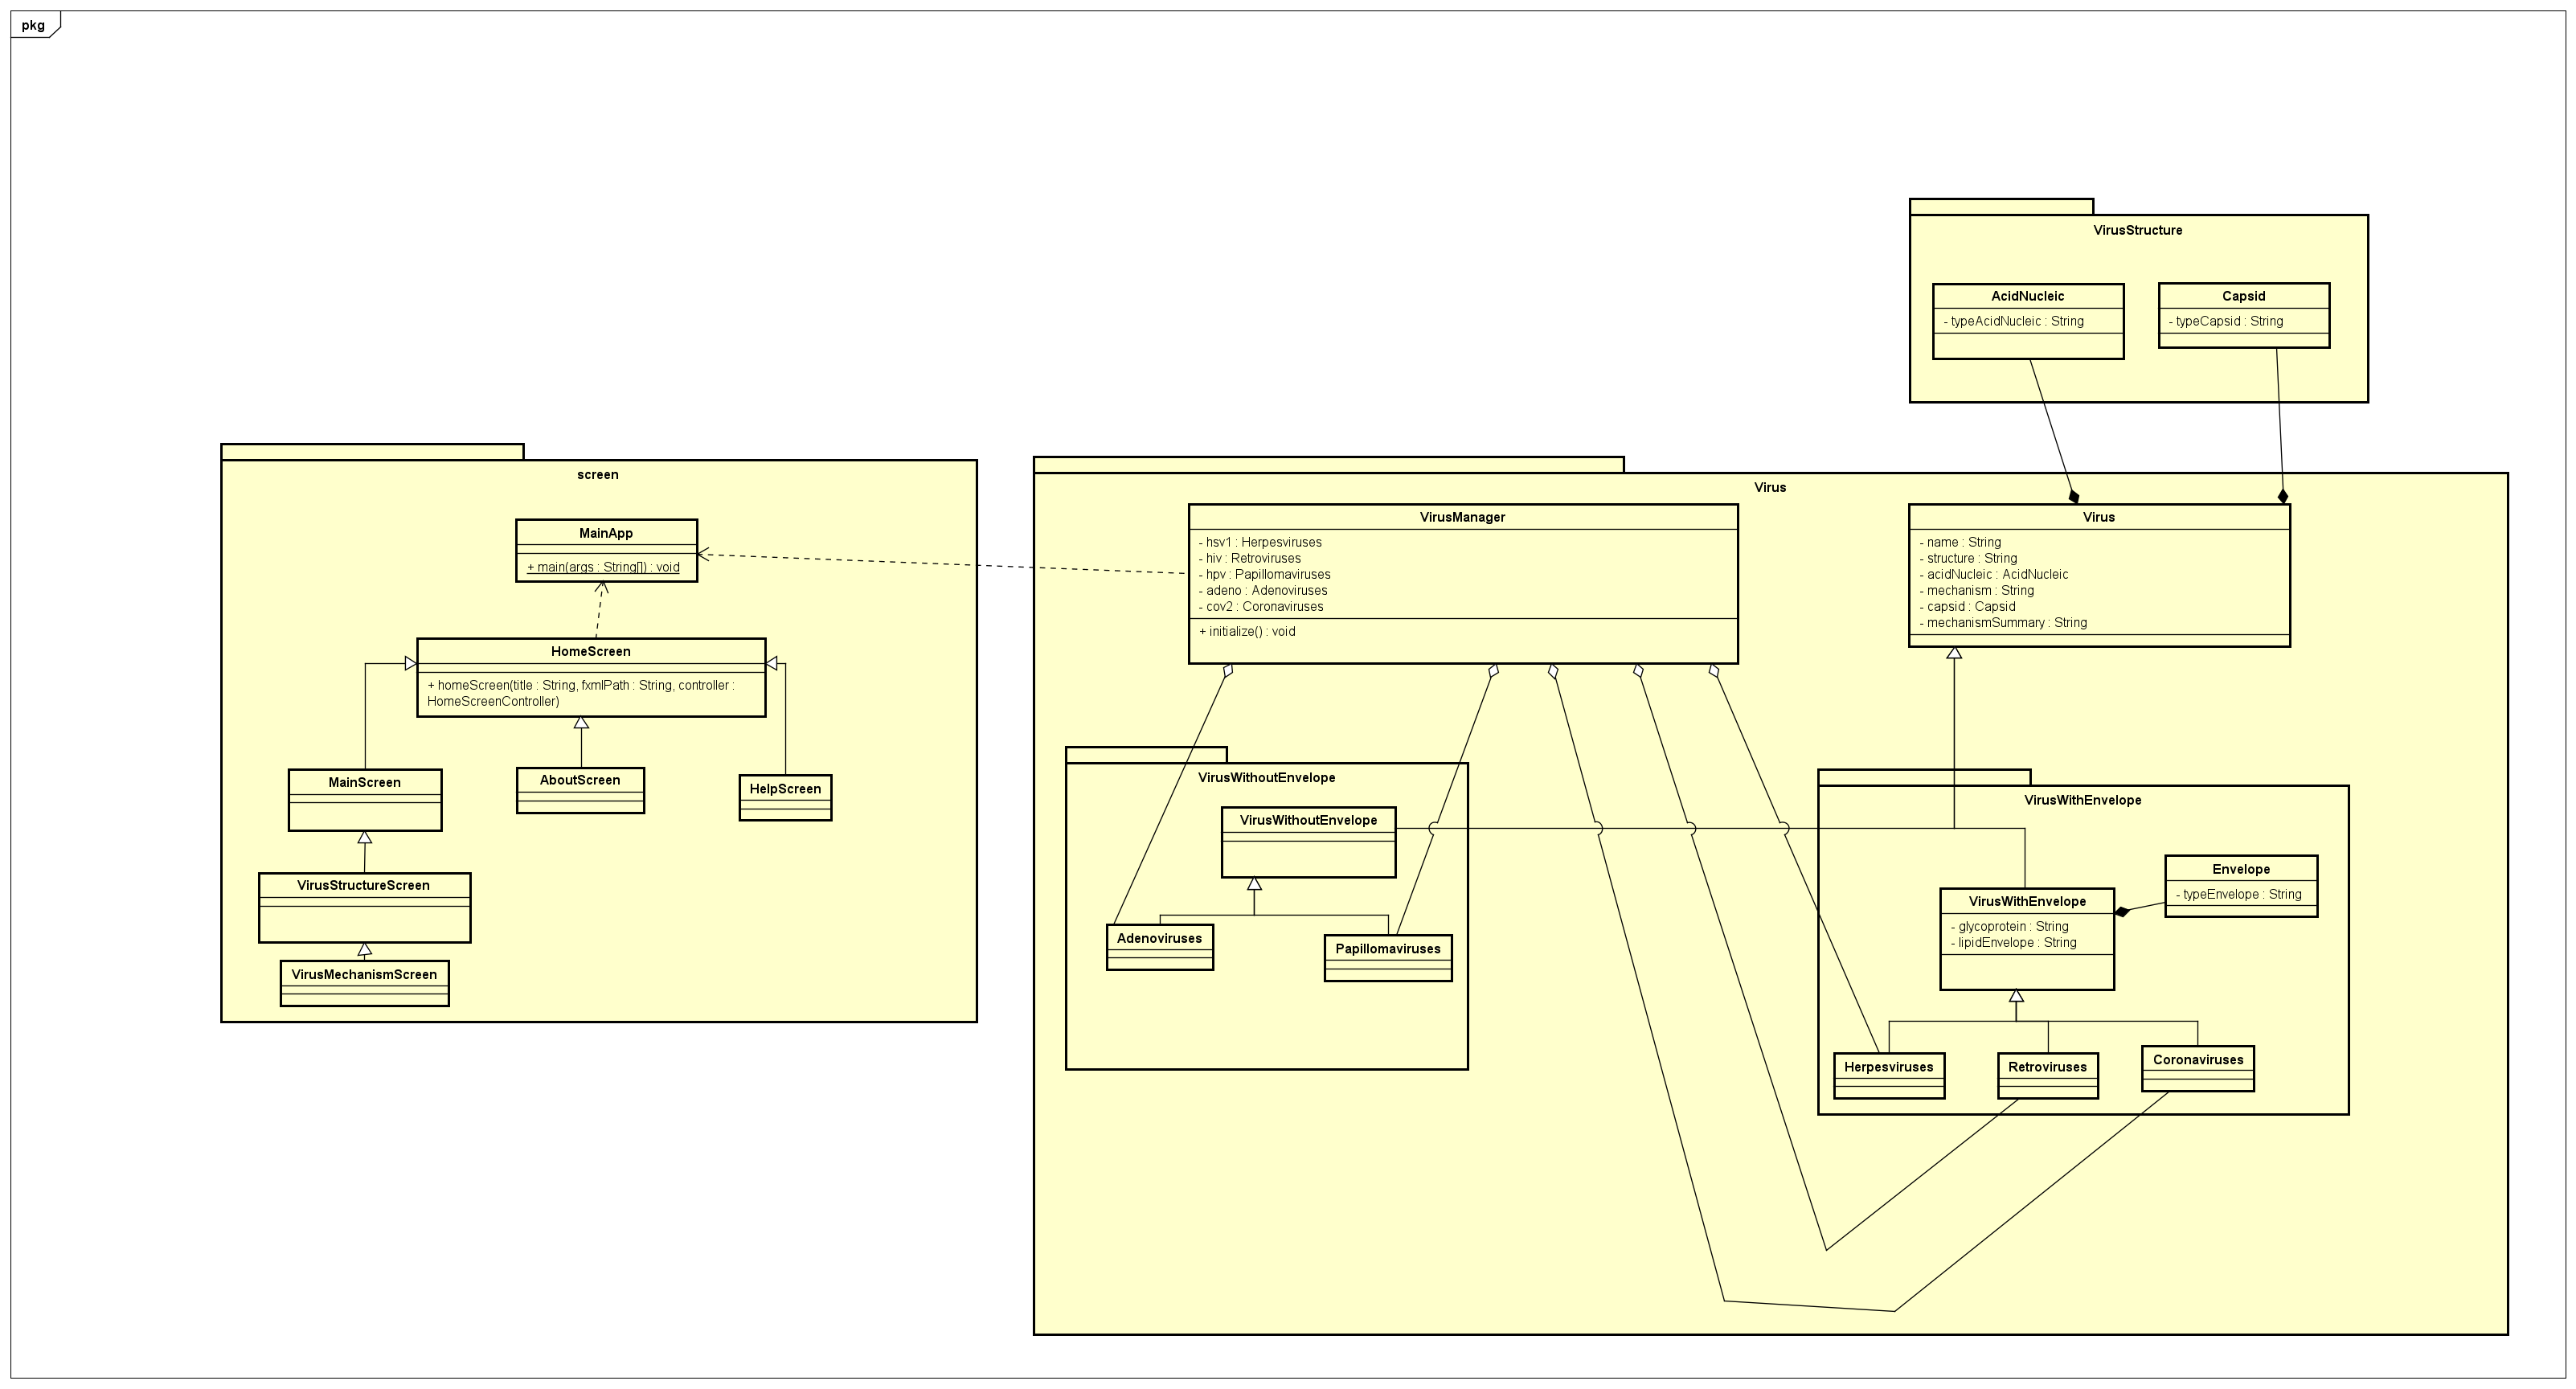 pkg
VirusStructure
AcidNucleic
- typeAcidNucleic : String
Capsid
- typeCapsid : String
screen
MainApp
+ main(args : String[]) : void
HomeScreen
+ homeScreen(title : String, fxmlPath : String, controller :
HomeScreenController)
MainScreen
AboutScreen
HelpScreen
VirusStructureScreen
VirusMechanismScreen
Virus
VirusManager
- hsv1 : Herpesviruses
- hiv : Retroviruses
- hpv : Papillomaviruses
- adeno : Adenoviruses
- cov2 : Coronaviruses
+ initialize() : void
Virus
- name : String
- structure : String
- acidNucleic : AcidNucleic
- mechanism : String
- capsid : Capsid
- mechanismSummary : String
VirusWithoutEnvelope
VirusWithoutEnvelope
Adenoviruses
Papillomaviruses
VirusWithEnvelope
Envelope
- typeEnvelope : String
VirusWithEnvelope
- glycoprotein : String
- lipidEnvelope : String
Herpesviruses
Retroviruses
Coronaviruses